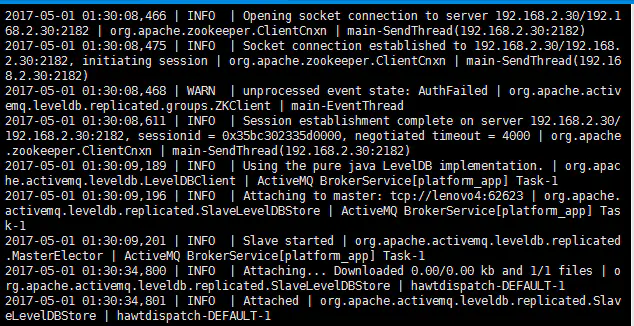 2017-05-01 01:30:08,466 | INFO  | Opening socket connection to server 192.168.2.30/192.1
68.2.30:2182 | org.apache.zookeeper.ClientCnxn | main-SendThread(192.168.2.30:2182)
2017-05-01 01:30:08,475 | INFO  | Socket connection established to 192.168.2.30/192.168.
2.30:2182, initiating session | org.apache.zookeeper.ClientCnxn | main-SendThread(192.16
8.2.30:2182)
2017-05-01 01:30:08,468 | WARN  | unprocessed event state: AuthFailed | org.apache.activ
emq.leveldb.replicated.groups.ZKClient | main-EventThread
2017-05-01 01:30:08,611 | INFO  | Session establishment complete on server 192.168.2.30/
192.168.2.30:2182, sessionid = 0x35bc302335d0000, negotiated timeout = 4000 | org.apache
.zookeeper.ClientCnxn | main-SendThread(192.168.2.30:2182)
2017-05-01 01:30:09,189 | INFO  | Using the pure java LevelDB implementation. | org.apac
he.activemq.leveldb.LevelDBClient | ActiveMQ BrokerService[platform_app] Task-1
2017-05-01 01:30:09,196 | INFO  | Attaching to master: tcp://lenovo4:62623 | org.apache.
activemq.leveldb.replicated.SlaveLevelDBStore | ActiveMQ BrokerService[platform_app] Tas
k-1
2017-05-01 01:30:09,201 | INFO  | Slave started | org.apache.activemq.leveldb.replicated
.MasterElector | ActiveMQ BrokerService[platform_app] Task-1
2017-05-01 01:30:34,800 | INFO  | Attaching... Downloaded 0.00/0.00 kb and 1/1 files | o
rg.apache.activemq.leveldb.replicated.SlaveLevelDBStore | hawtdispatch-DEFAULT-1
2017-05-01 01:30:34,801 | INFO  | Attached | org.apache.activemq.leveldb.replicated.Slav
eLevelDBStore | hawtdispatch-DEFAULT-1